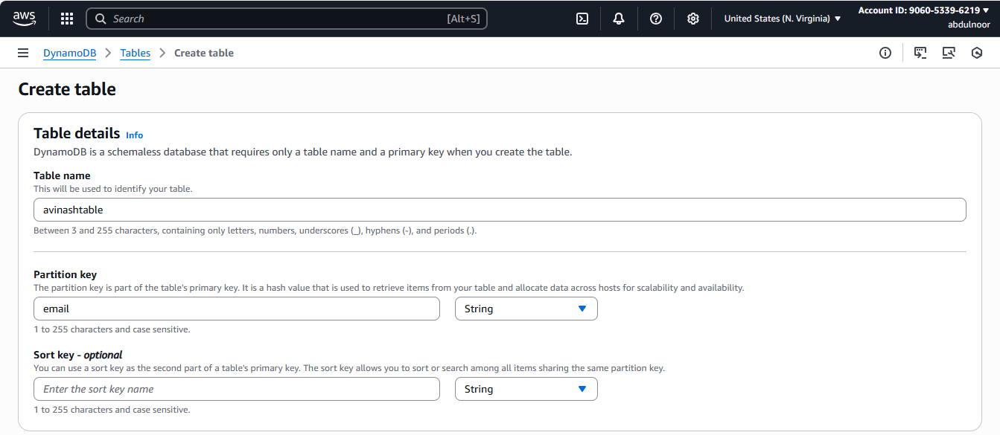 aws
Search [Alt+S]
United States (N. Virginia)
Account ID: 9060-5339-6219
abdulnoor
DynamoDB > Tables > Create table
Create table
Table details Info
DynamoDB is a schemaless database that requires only a table name and a primary key when you create the table.
Table name
This will be used to identify your table.
avinashtable
Between 3 and 255 characters, containing only letters, numbers, underscores (_), hyphens (-), and periods (.).
Partition key
The partition key is part of the table's primary key. It is a hash value that is used to retrieve items from your table and allocate data across hosts for scalability and availability.
email String
1 to 255 characters and case sensitive.
Sort key - optional
You can use a sort key as the second part of a table's primary key. The sort key allows you to sort or search among all items sharing the same partition key.
Enter the sort key name String
1 to 255 characters and case sensitive.